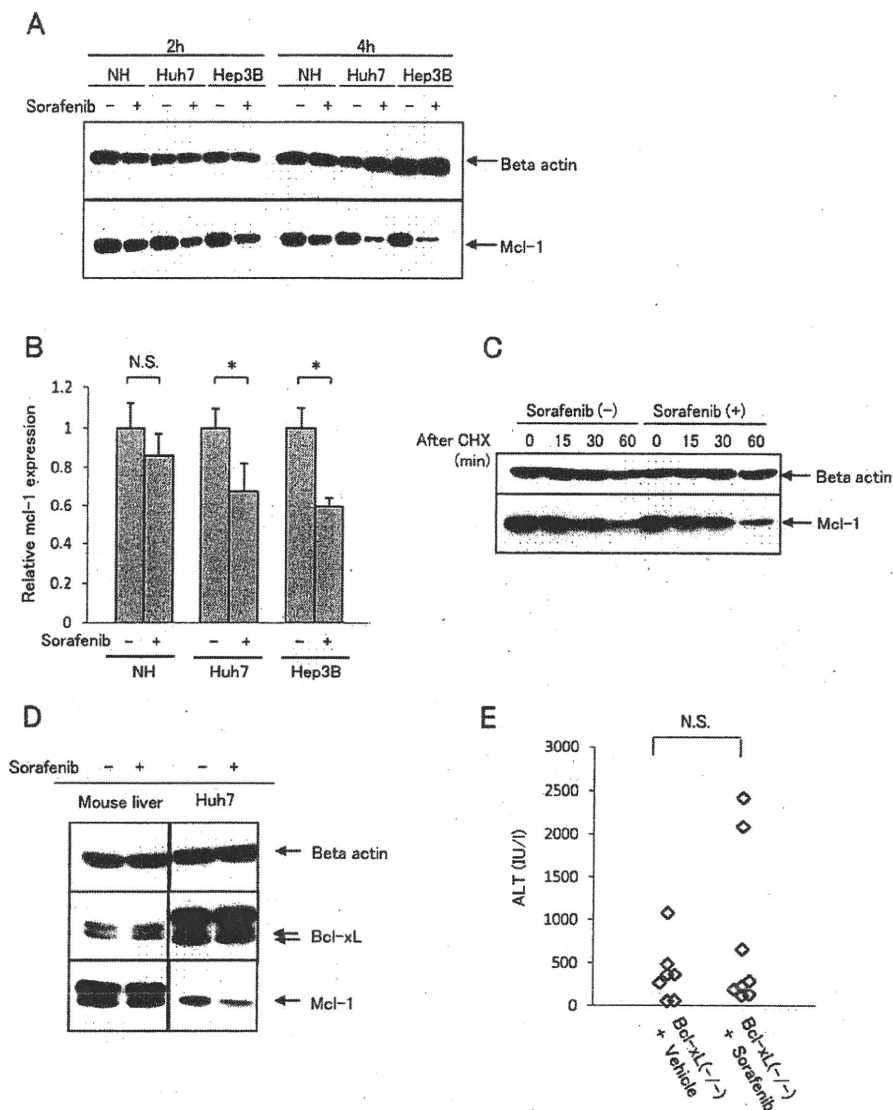 A
2h 4h
NH Huh7 Hep3B NH Huh7 Hep3B
Sorafenib - + - + - + - + - + - +
Beta actin
Mcl-1
B
N.S. * *
Relative mcl-1 expression
1.2
1
0.8
0.6
0.4
0.2
0
Sorafenib - + - + - +
NH Huh7 Hep3B
C
Sorafenib (-) Sorafenib (+)
After CHX (min) 0 15 30 60 0 15 30 60
Beta actin
Mcl-1
D
Sorafenib - + - +
Mouse liver Huh7
Beta actin
Bcl-xL
Mcl-1
E
N.S.
ALT (IU/l)
3000
2500
2000
1500
1000
500
0
Bcl-xL(-/-)
+ Vehicle
Bcl-xL(-/-)
+ Sorafenib